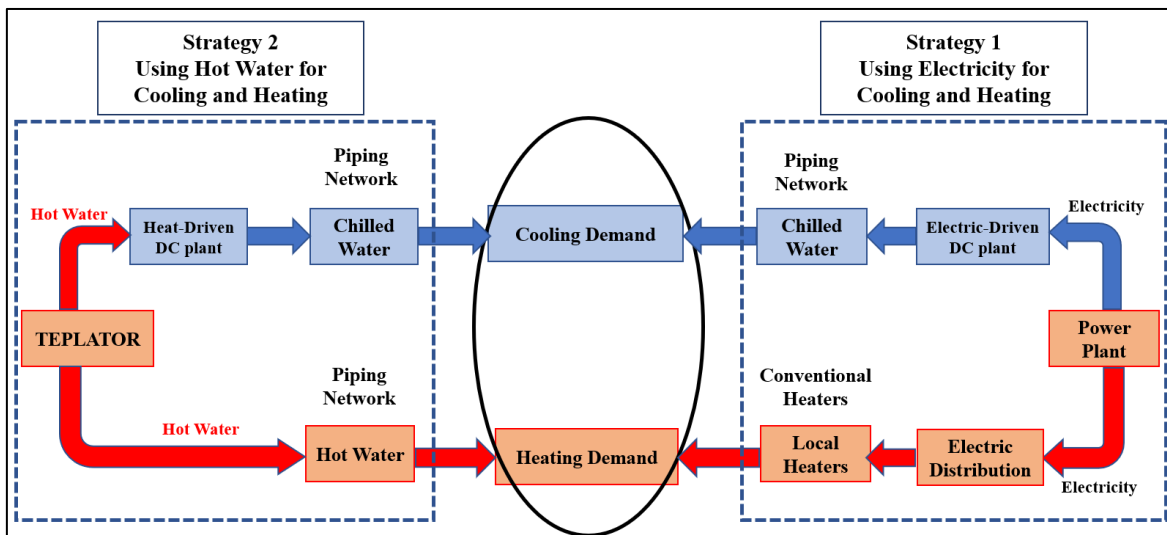 Strategy 2
Using Hot Water for
Cooling and Heating
Strategy 1
Using Electricity for
Cooling and Heating
Piping
Network
Piping
Network
Hot Water
Heat-Driven
DC plant
Chilled
Water
Cooling Demand
Chilled
Water
Electric-Driven
DC plant
Electricity
TEPLATOR
Power
Plant
Piping
Network
Conventional
Heaters
Hot Water
Hot Water
Heating Demand
Local
Heaters
Electric
Distribution
Electricity